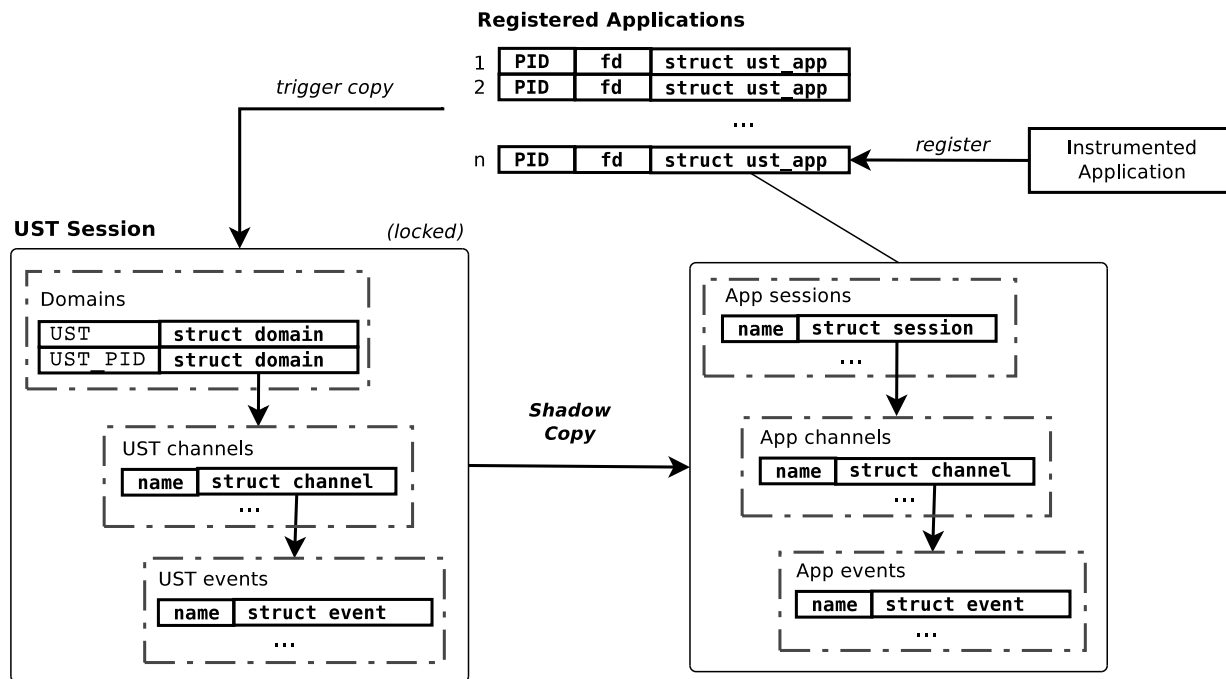 Registered Applications
1 PID fd struct ust_app
2 PID fd struct ust_app
...
n PID fd struct ust_app
trigger copy
register
Instrumented
Application
UST Session
(locked)
Domains
UST struct domain
UST_PID struct domain
UST channels
name struct channel
...
UST events
name struct event
...
Shadow
Copy
App sessions
name struct session
...
App channels
name struct channel
...
App events
name struct event
...